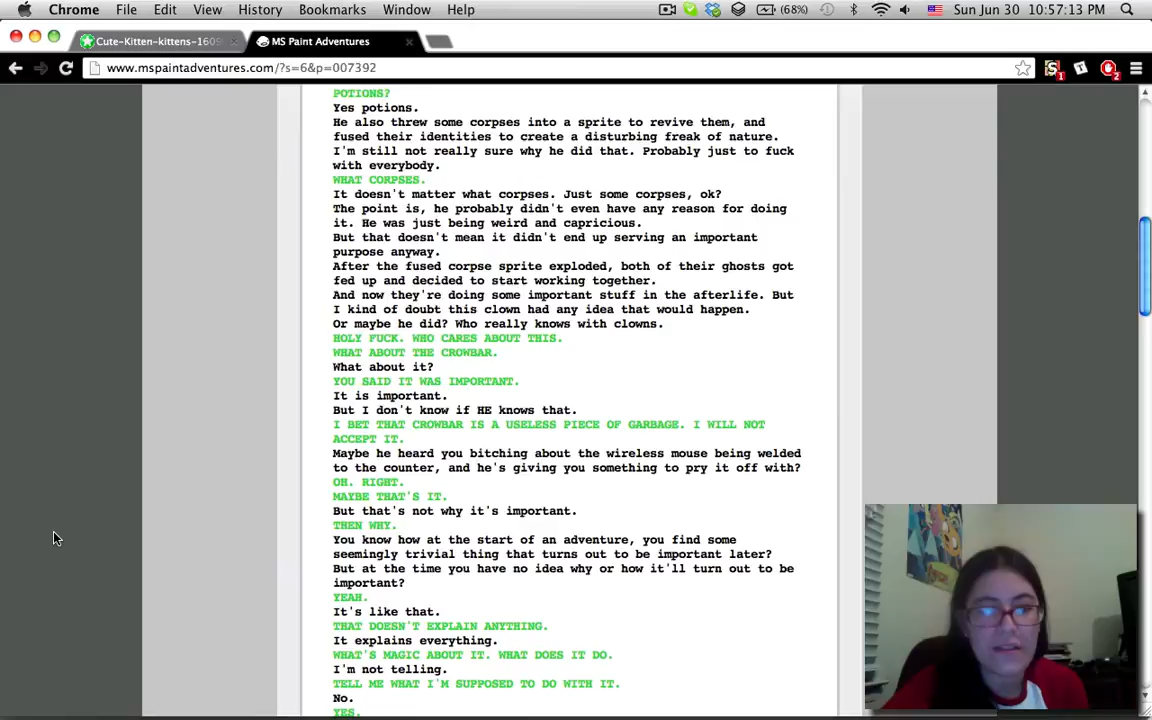 Chrome File Edit View History Bookmarks Window Help (68%) Sun Jun 30 10:57:13 PM
Cute-Kitten-kittens-1609 MS Paint Adventures
www.mspaintadventures.com/?s=6&p=007392
POTIONS?
Yes potions.
He also threw some corpses into a sprite to revive them, and
fused their identities to create a disturbing freak of nature.
I'm still not really sure why he did that. Probably just to fuck
with everybody.
WHAT CORPSES.
It doesn't matter what corpses. Just some corpses, ok?
The point is, he probably didn't even have any reason for doing
it. He was just being weird and capricious.
But that doesn't mean it didn't end up serving an important
purpose anyway.
After the fused corpse sprite exploded, both of their ghosts got
fed up and decided to start working together.
And now they're doing some important stuff in the afterlife. But
I kind of doubt this clown had any idea that would happen.
Or maybe he did? Who really knows with clowns.
HOLY FUCK. WHO CARES ABOUT THIS.
WHAT ABOUT THE CROWBAR.
What about it?
YOU SAID IT WAS IMPORTANT.
It is important.
But I don't know if HE knows that.
I BET THAT CROWBAR IS A USELESS PIECE OF GARBAGE. I WILL NOT
ACCEPT IT.
Maybe he heard you bitching about the wireless mouse being welded
to the counter, and he's giving you something to pry it off with?
OH. RIGHT.
MAYBE THAT'S IT.
But that's not why it's important.
THEN WHY.
You know how at the start of an adventure, you find some
seemingly trivial thing that turns out to be important later?
But at the time you have no idea why or how it'll turn out to be
important?
YEAH.
It's like that.
THAT DOESN'T EXPLAIN ANYTHING.
It explains everything.
WHAT'S MAGIC ABOUT IT. WHAT DOES IT DO.
I'm not telling.
TELL ME WHAT I'M SUPPOSED TO DO WITH IT.
No.
YES.